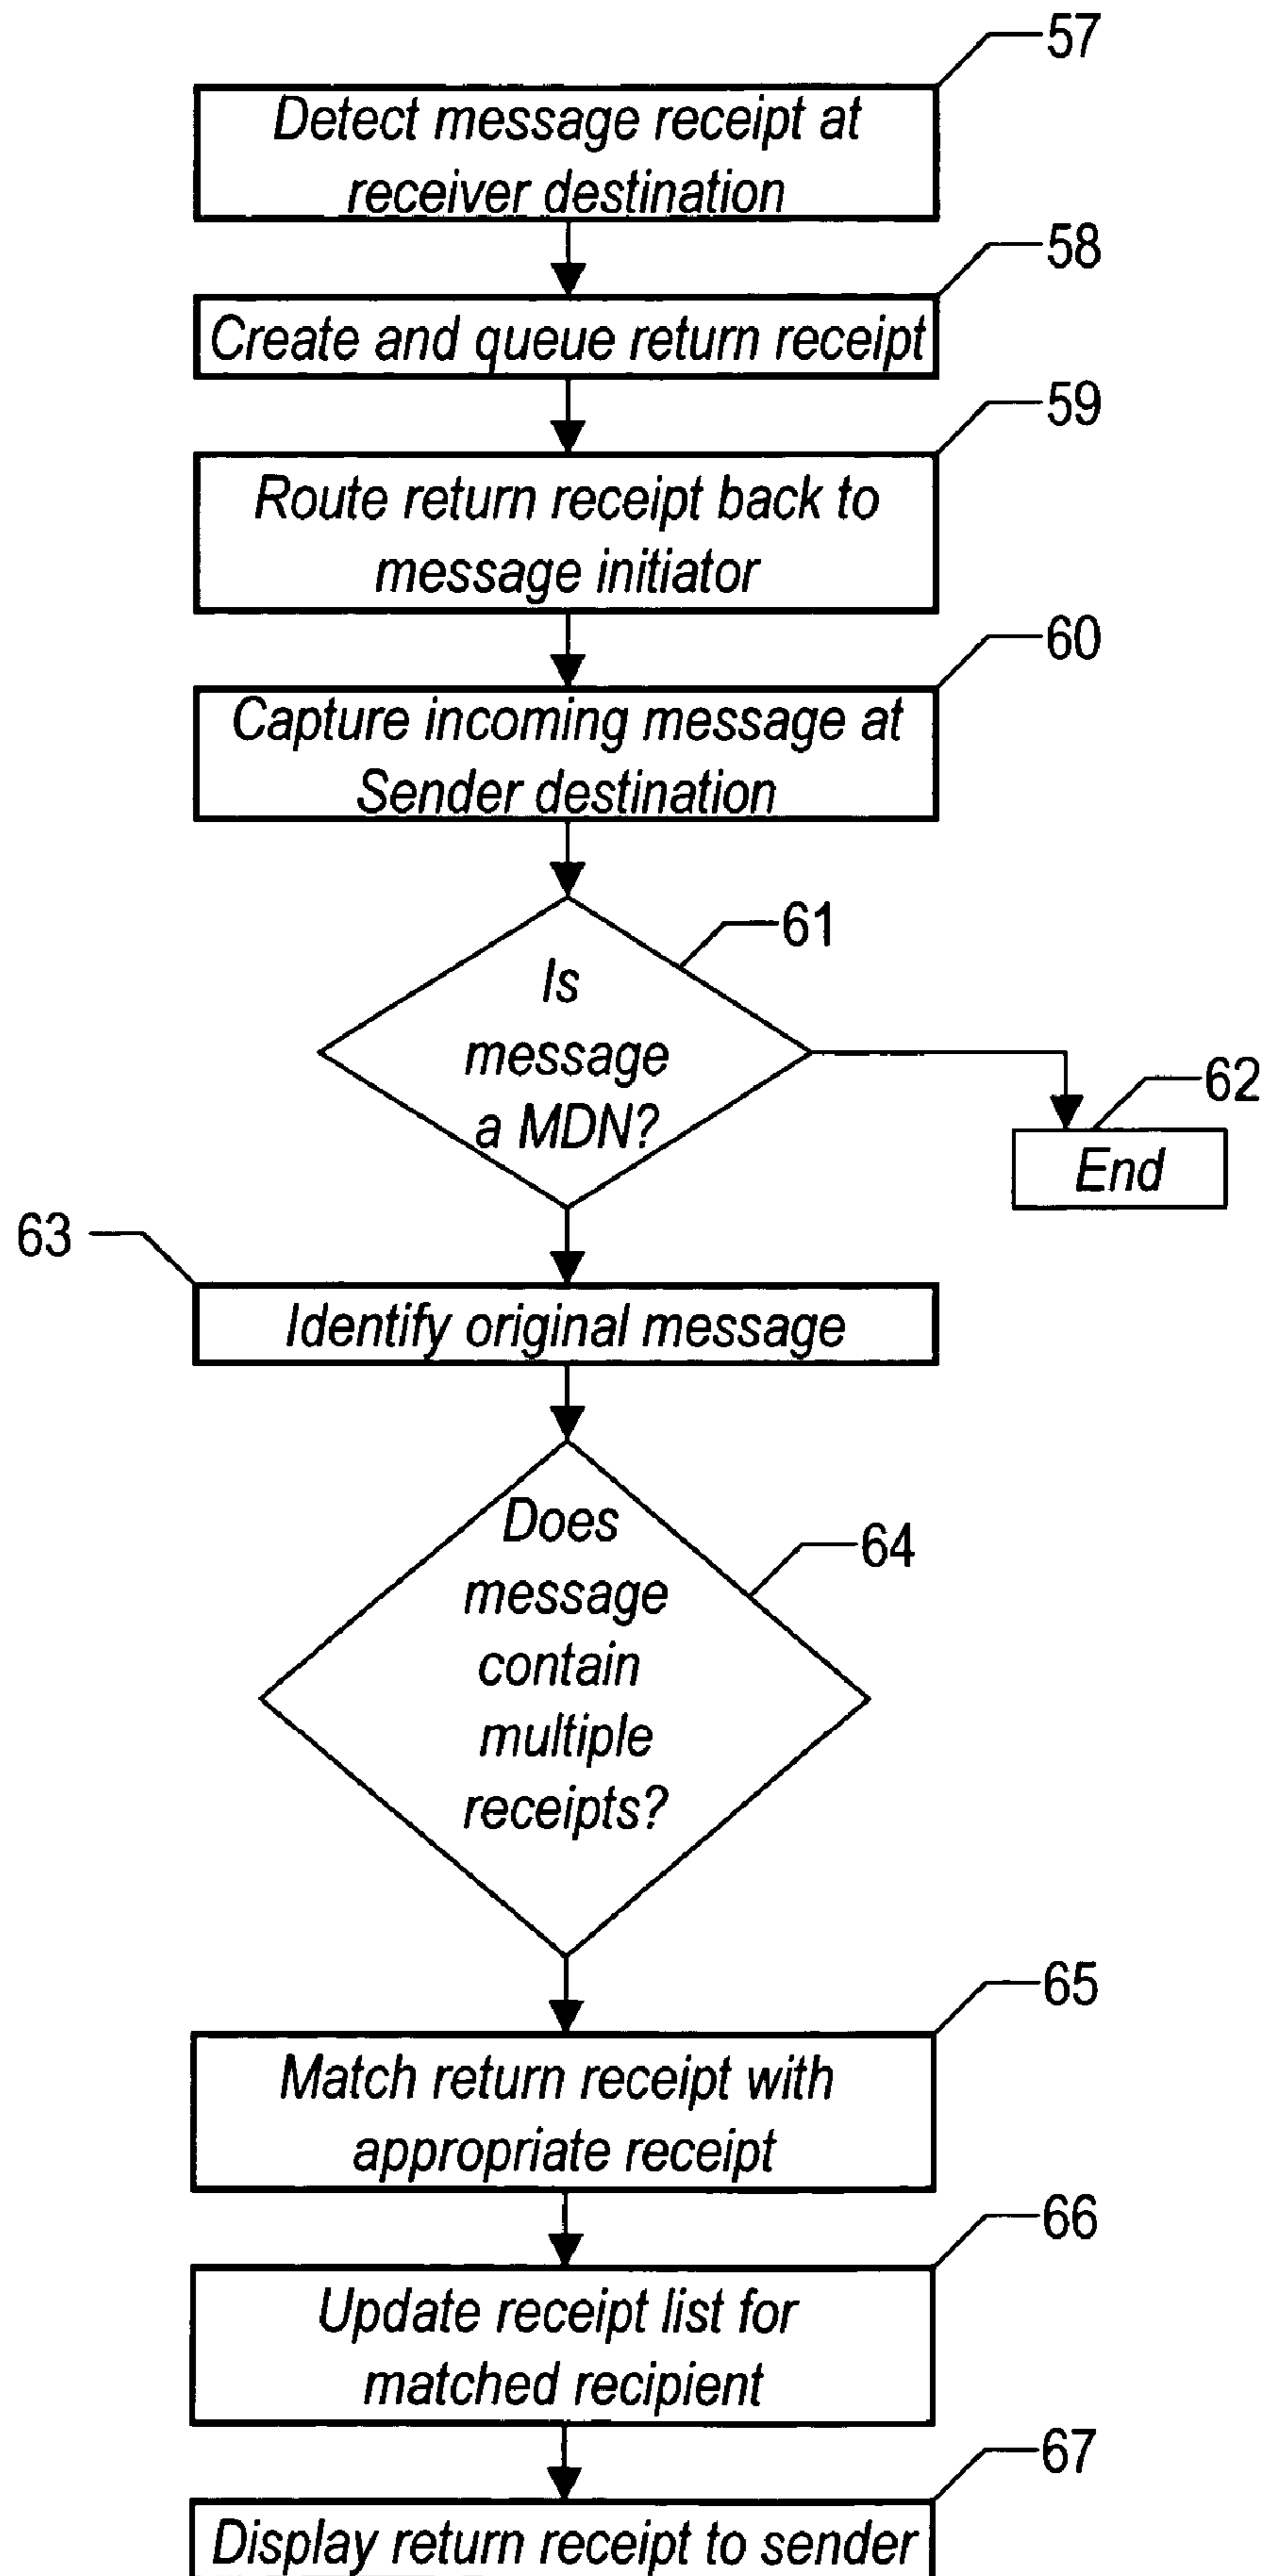 57
Detect message receipt at
receiver destination
58
Create and queue return receipt
59
Route return receipt back to
message initiator
60
Capture incoming message at
Sender destination
61
Is
message
a MDN?
62
End
63
Identify original message
64
Does
message
contain
multiple
receipts?
65
Match return receipt with
appropriate receipt
66
Update receipt list for
matched recipient
67
Display return receipt to sender